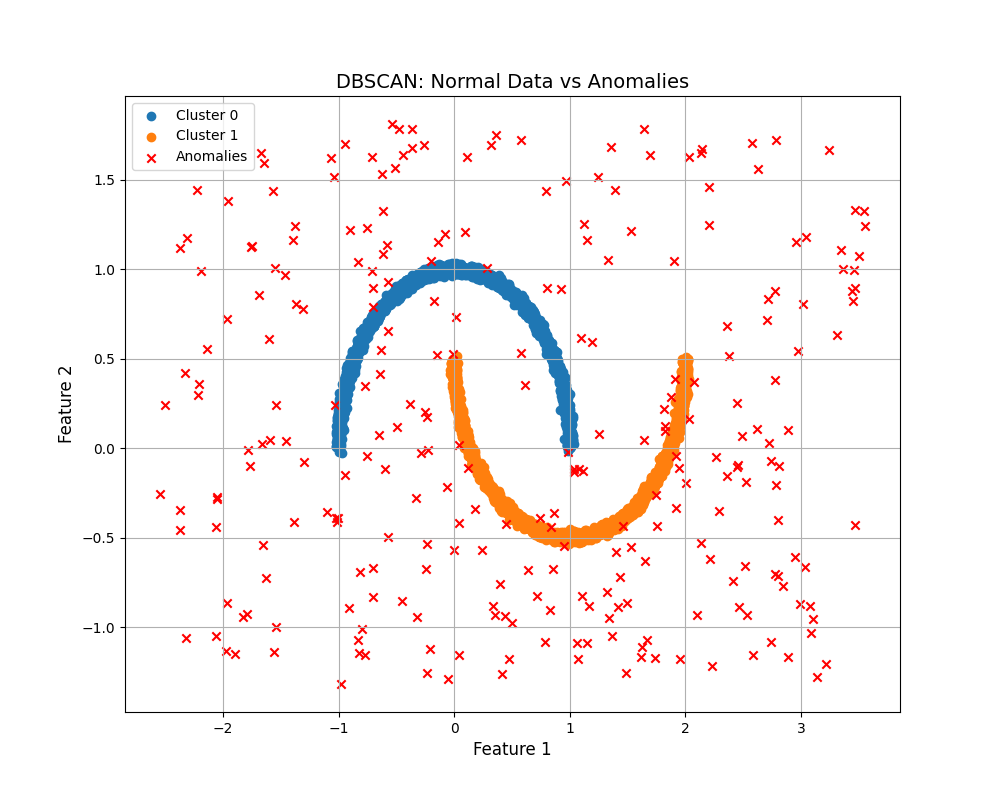 DBSCAN: Normal Data vs Anomalies
Cluster 0
Cluster 1
Anomalies
1.5
1.0
0.5
0.0
−0.5
−1.0
Feature 2
−2
−1
0
1
2
3
Feature 1